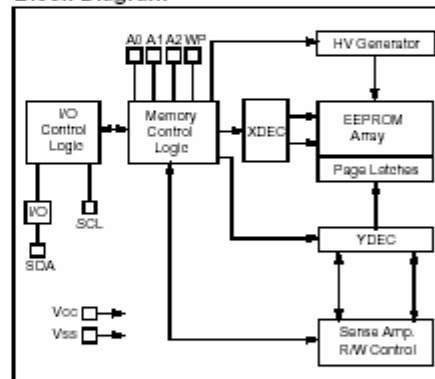 Block Diagram
A0 A1 A2 WP
HV Generator
I/O
Control
Logic
Memory
Control
Logic
XDEC
EEPROM
Array
Page Latches
I/O
SCL
SDA
YDEC
Vcc
Vss
Sense Amp.
R/W Control